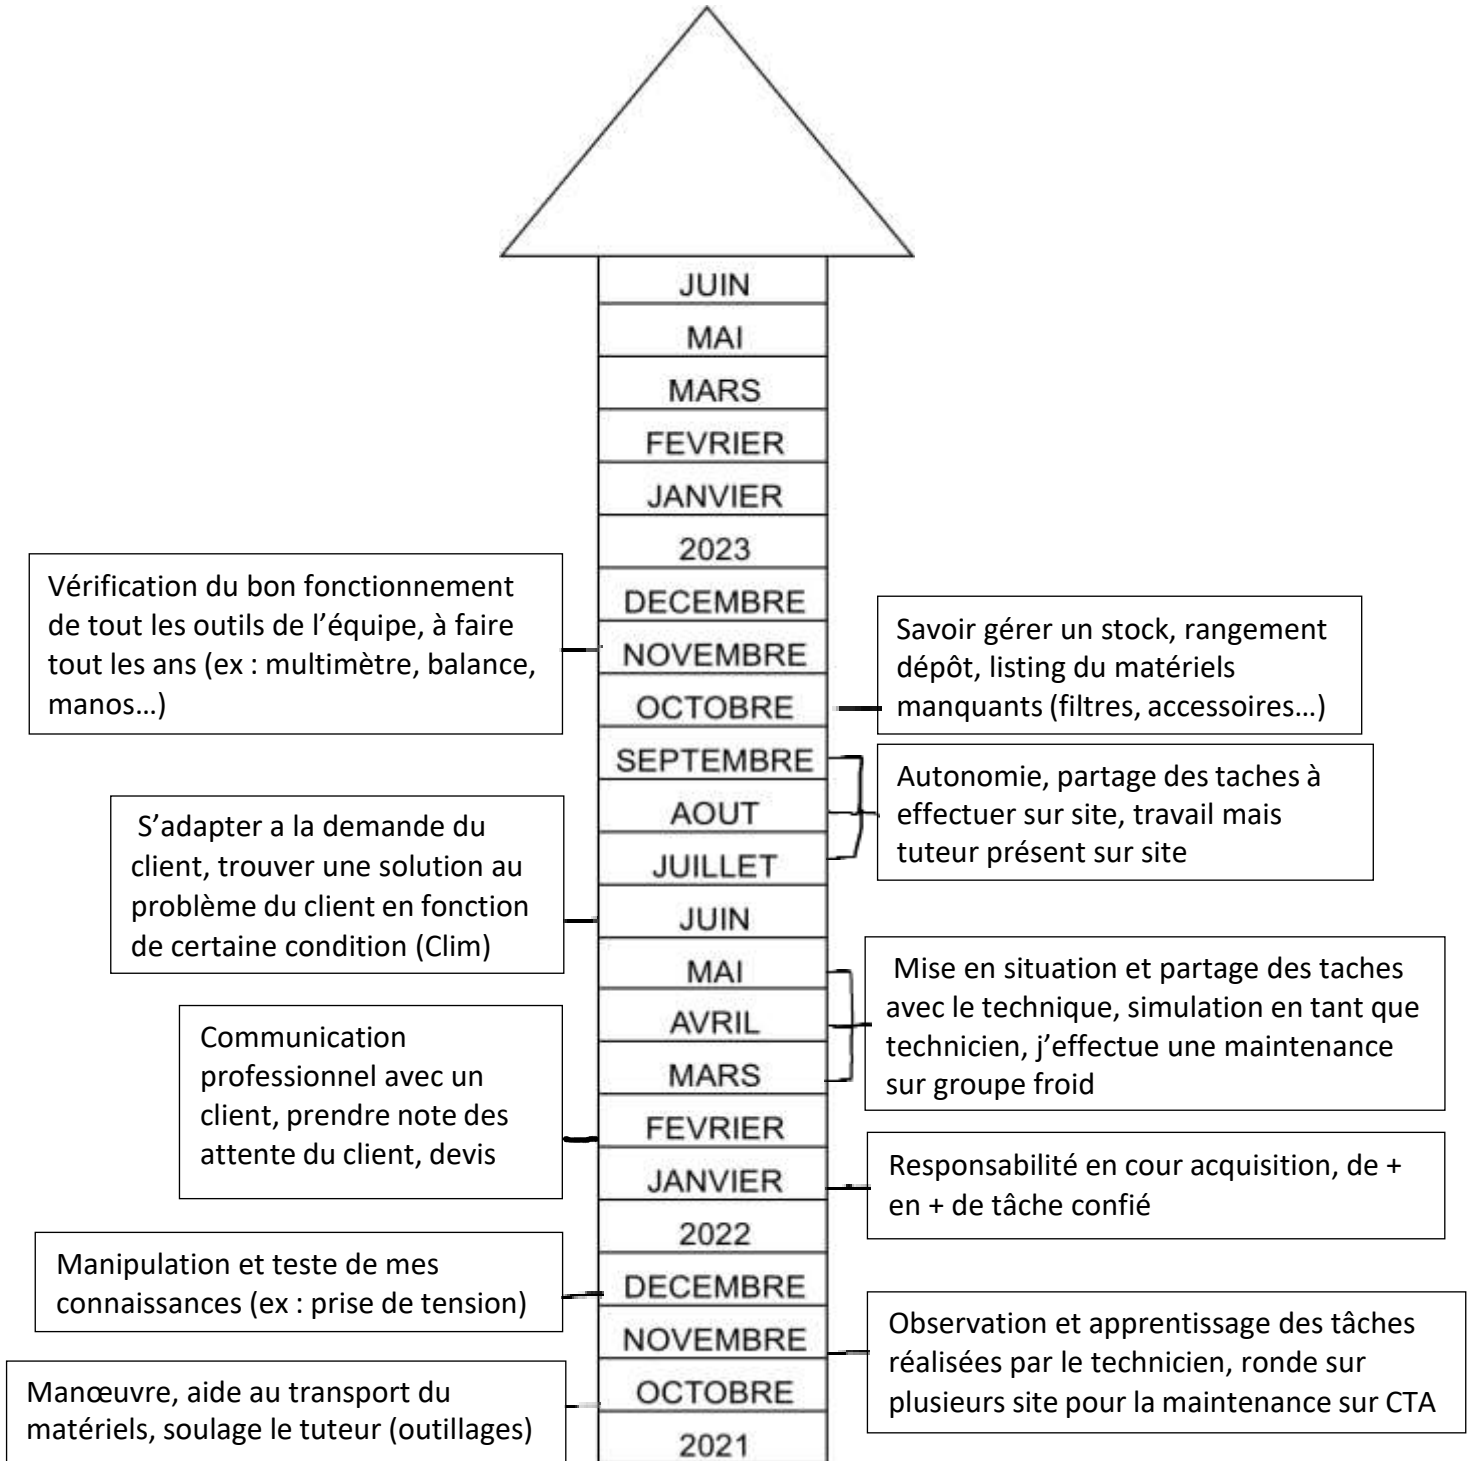 JUIN
MAI
MARS
FEVRIER
JANVIER
2023
DECEMBRE
NOVEMBRE
OCTOBRE
SEPTEMBRE
AOUT
JUILLET
JUIN
MAI
AVRIL
MARS
FEVRIER
JANVIER
2022
DECEMBRE
NOVEMBRE
OCTOBRE
2021
Vérification du bon fonctionnement
de tout les outils de l’équipe, à faire
tout les ans (ex : multimètre, balance,
manos…)
S’adapter a la demande du
client, trouver une solution au
problème du client en fonction
de certaine condition (Clim)
Communication
professionnel avec un
client, prendre note des
attente du client, devis
Manipulation et teste de mes
connaissances (ex : prise de tension)
Manœuvre, aide au transport du
matériels, soulage le tuteur (outillages)
Savoir gérer un stock, rangement
dépôt, listing du matériels
manquants (filtres, accessoires…)
Autonomie, partage des taches à
effectuer sur site, travail mais
tuteur présent sur site
Mise en situation et partage des taches
avec le technique, simulation en tant que
technicien, j’effectue une maintenance
sur groupe froid
Responsabilité en cour acquisition, de +
en + de tâche confié
Observation et apprentissage des tâches
réalisées par le technicien, ronde sur
plusieurs site pour la maintenance sur CTA